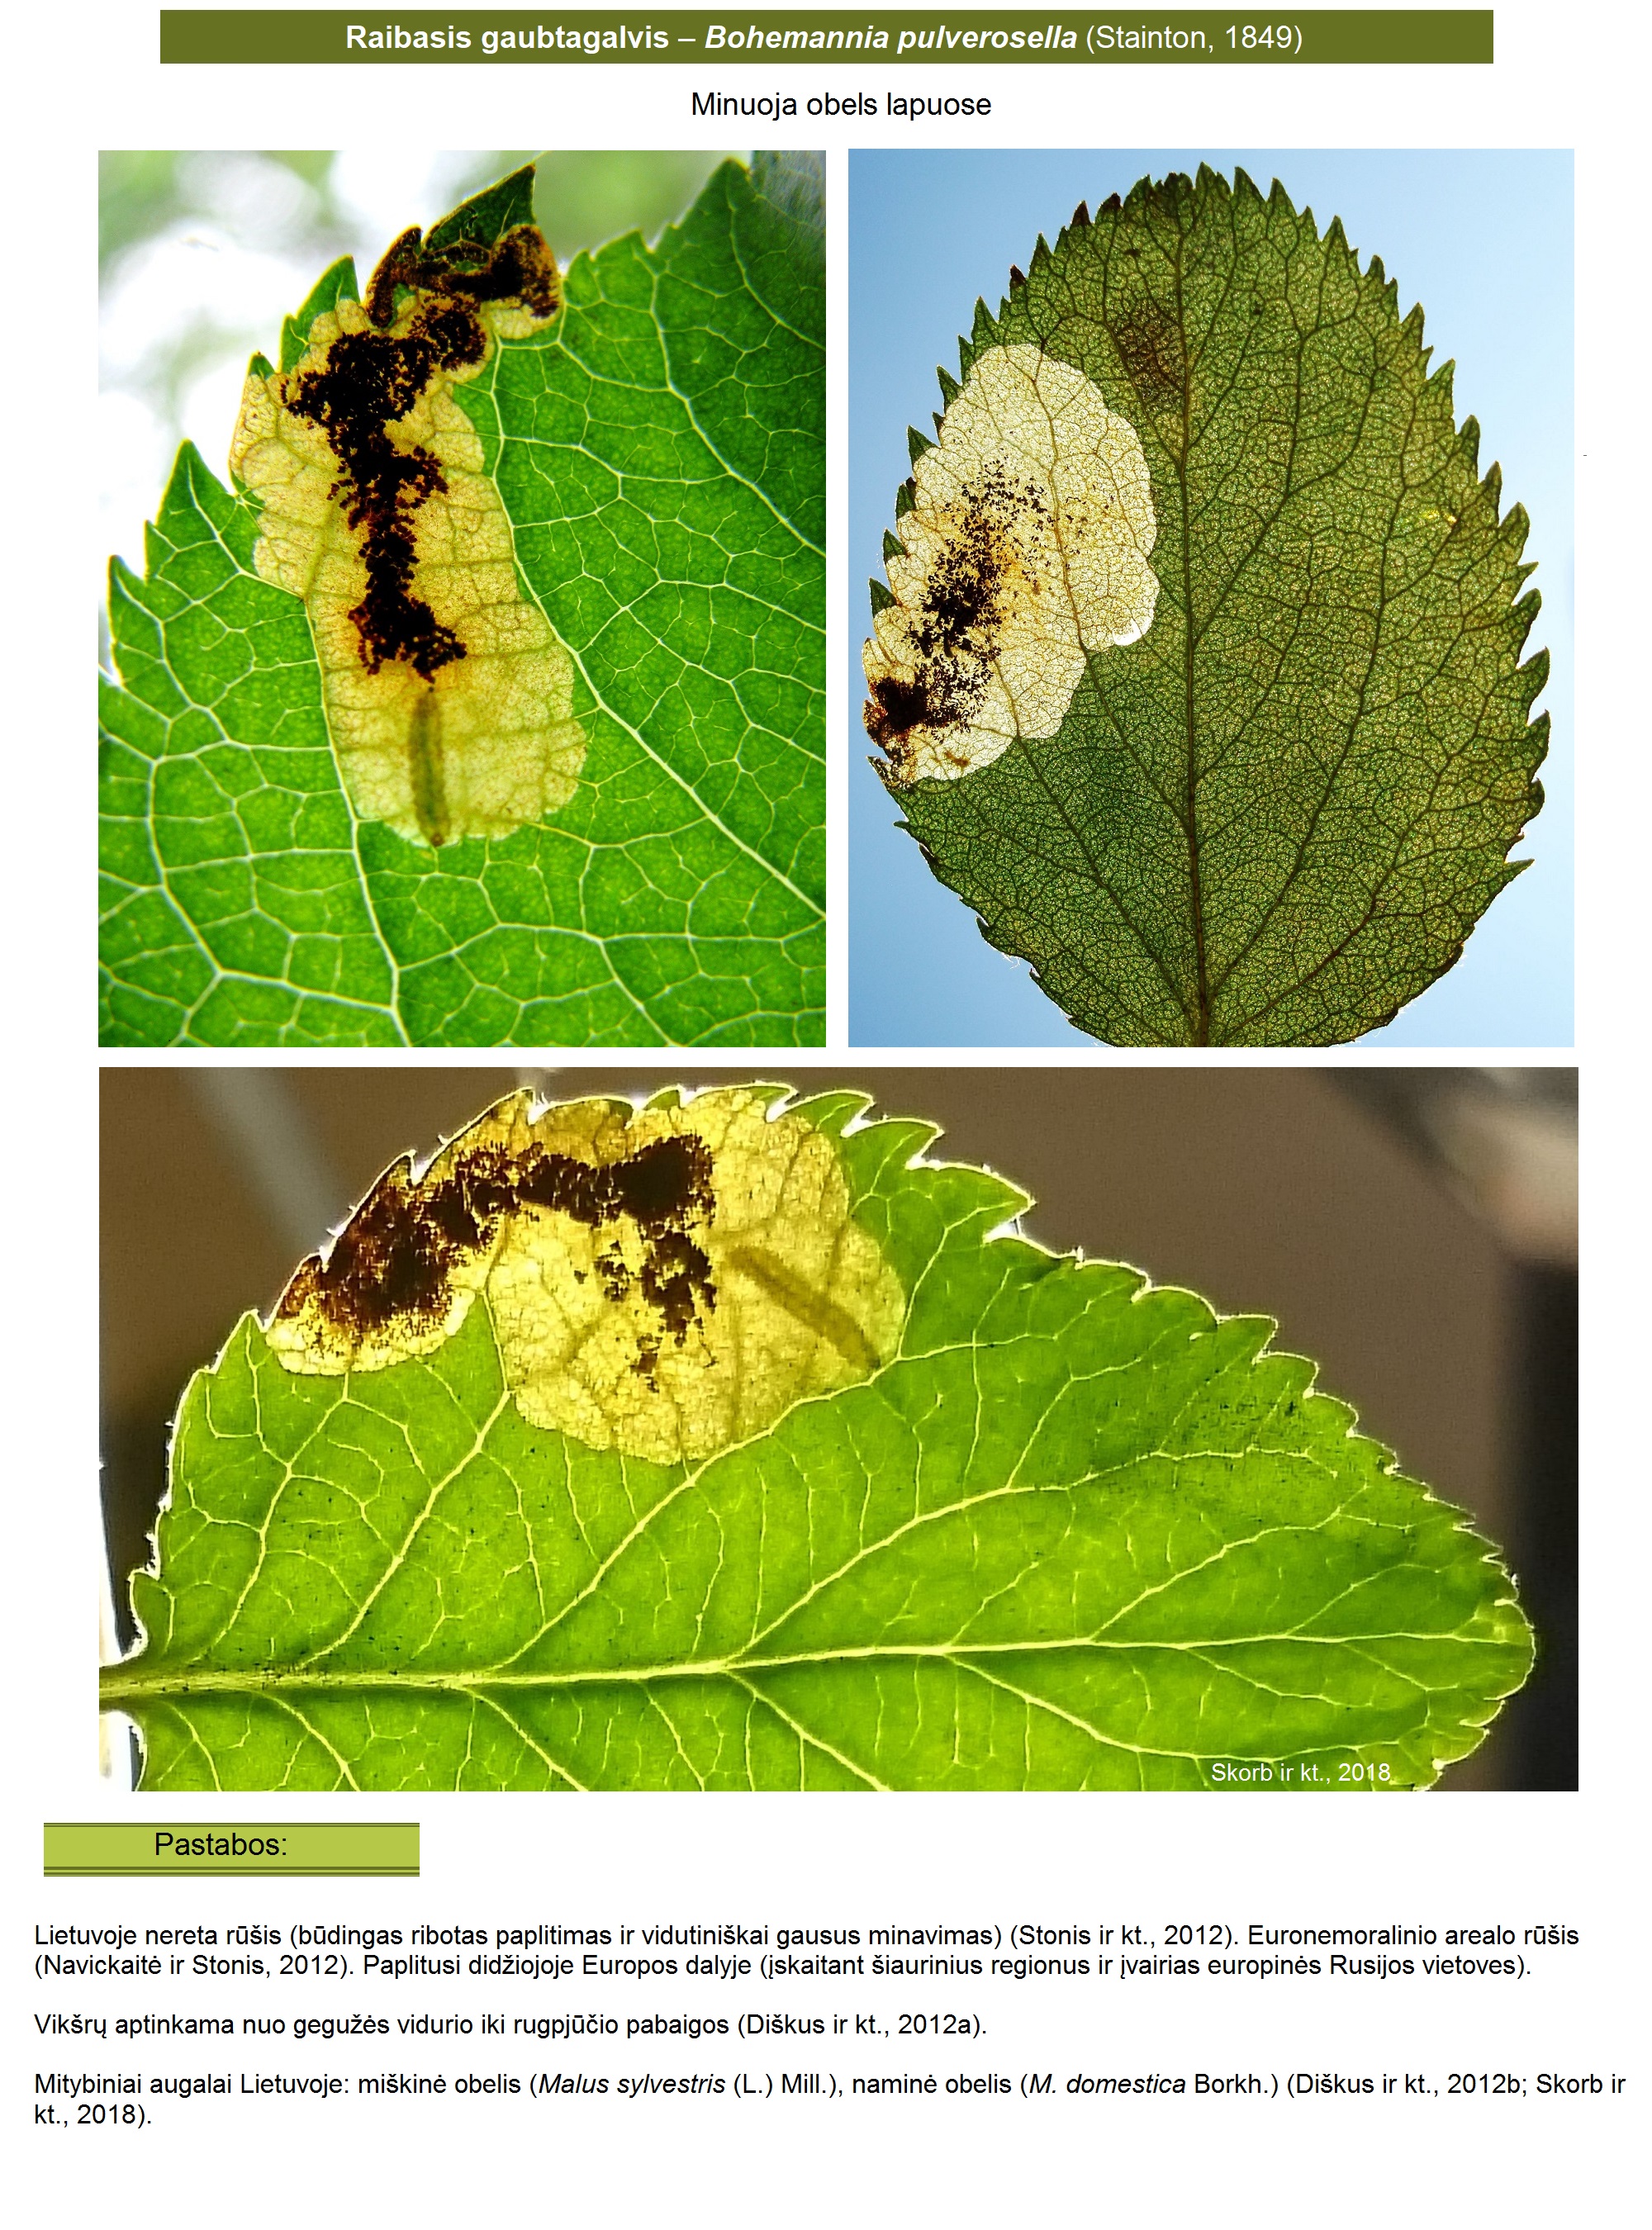 Raibasis gaubtagalvis – Bohemannia pulverosella (Stainton, 1849)
Minuoja obels lapuose
Skorb ir kt., 2018
Pastabos:
Lietuvoje nereta rūšis (būdingas ribotas paplitimas ir vidutiniškai gausus minavimas) (Stonis ir kt., 2012). Euronemoralinio arealo rūšis
(Navickaitė ir Stonis, 2012). Paplitusi didžiojoje Europos dalyje (įskaitant šiaurinius regionus ir įvairias europinės Rusijos vietoves).
Vikšrų aptinkama nuo gegužės vidurio iki rugpjūčio pabaigos (Diškus ir kt., 2012a).
Mitybiniai augalai Lietuvoje: miškinė obelis (Malus sylvestris (L.) Mill.), naminė obelis (M. domestica Borkh.) (Diškus ir kt., 2012b; Skorb ir
kt., 2018).